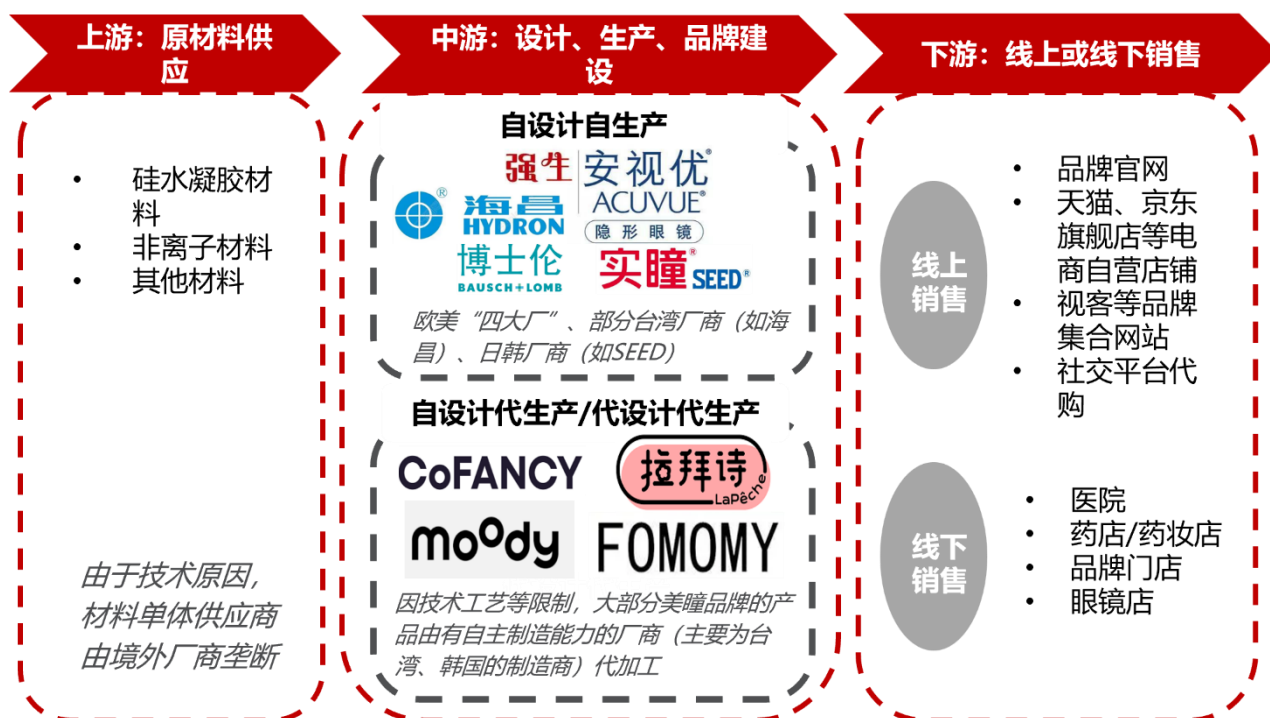 上游：原材料供
应
• 硅水凝胶材
料
• 非离子材料
• 其他材料
由于技术原因，
材料单体供应商
由境外厂商垄断
中游：设计、生产、品牌建
设
自设计自生产
强生
安视优®
ACUVUE®
隐形眼镜
®
海昌
HYDRON
博士伦
BAUSCH+LOMB
实瞳®
SEED®
欧美“四大厂”、部分台湾厂商（如海
昌）、日韩厂商（如SEED）
自设计代生产/代设计代生产
CoFANCY
拉拜诗
LaPêche
moody
FOMOMY
因技术工艺等限制，大部分美瞳品牌的产
品由有自主制造能力的厂商（主要为台
湾、韩国的制造商）代加工
下游：线上或线下销售
线上
销售
• 品牌官网
• 天猫、京东
旗舰店等电
商自营店铺
• 视客等品牌
集合网站
• 社交平台代
购
线下
销售
• 医院
• 药店/药妆店
• 品牌门店
• 眼镜店